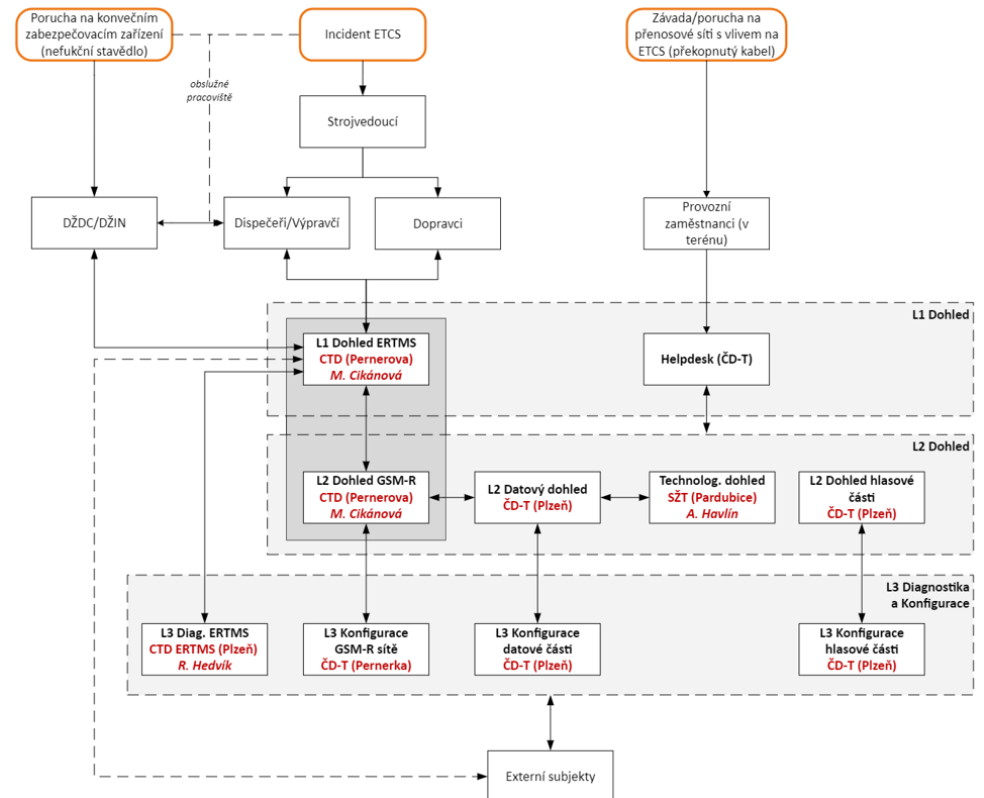 Porucha na konvečním
zabezpečovacím zařízení
(nefukční stavědlo)
Incident ETCS
Závada/porucha na
přenosové síti s vlivem na
ETCS (překopnutý kabel)
obslužné
pracoviště
Strojvedoucí
DŽDC/DŽIN
Dispečeři/Výpravčí
Dopravci
Provozní
zaměstnanci (v
terénu)
L1 Dohled
L1 Dohled ERTMS
CTD (Pernerova)
M. Cikánová
Helpdesk (ČD-T)
L2 Dohled
L2 Dohled GSM-R
CTD (Pernerova)
M. Cikánová
L2 Datový dohled
ČD-T (Plzeň)
Technolog. dohled
SŽT (Pardubice)
A. Havlín
L2 Dohled hlasové
části
ČD-T (Plzeň)
L3 Diagnostika
a Konfigurace
L3 Diag. ERTMS
CTD ERTMS (Plzeň)
R. Hedvík
L3 Konfigurace
GSM-R sítě
ČD-T (Pernerka)
L3 Konfigurace
datové části
ČD-T (Plzeň)
L3 Konfigurace
hlasové části
ČD-T (Plzeň)
Externí subjekty